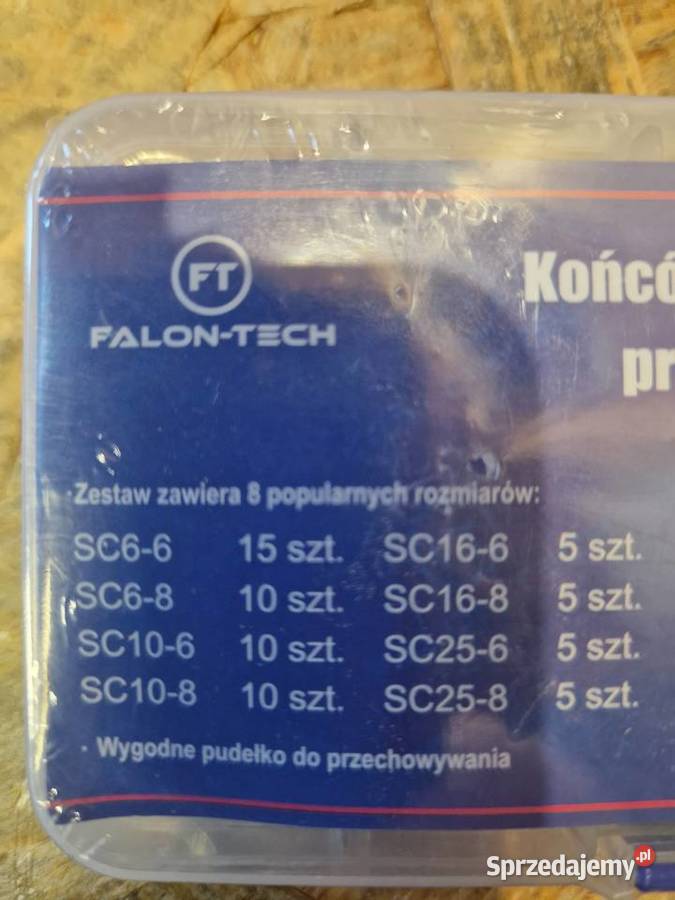 FT
FALON-TECH
Końcó
pr
·Zestaw zawiera 8 popularnych rozmiarów:
SC6-6 15 szt. SC16-6 5 szt.
SC6-8 10 szt. SC16-8 5 szt.
SC10-6 10 szt. SC25-6 5 szt.
SC10-8 10 szt. SC25-8 5 szt.
· Wygodne pudełko do przechowywania
Sprzedajemy.pl